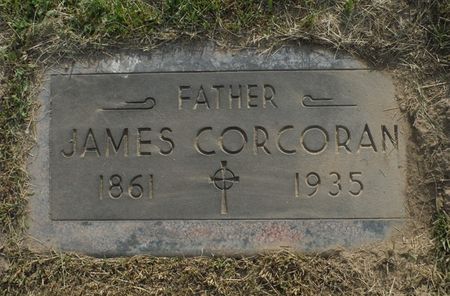 FATHER
JAMES CORCORAN
1861 1935